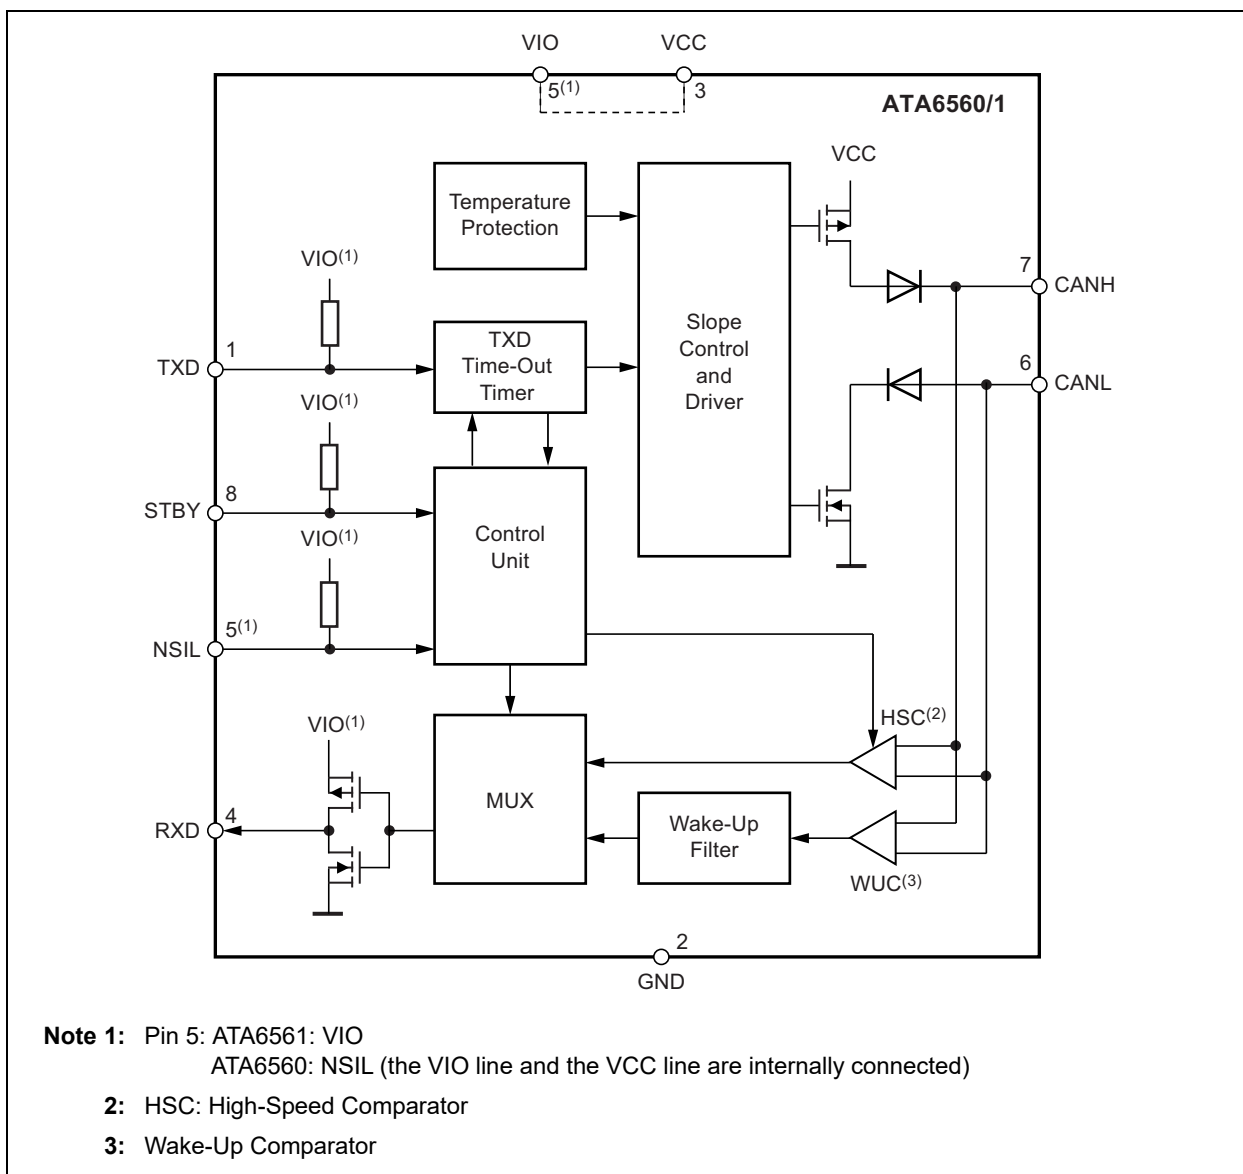 VIO VCC
5(1) 3
ATA6560/1
VCC
Temperature
Protection
VIO(1)
7
CANH
Slope
Control
and
Driver
TXD
Time-Out
Timer
1
TXD
6
CANL
VIO(1)
8
STBY
Control
Unit
VIO(1)
5(1)
NSIL
HSC(2)
VIO(1)
MUX
4
RXD
Wake-Up
Filter
WUC(3)
2
GND
Note 1: Pin 5: ATA6561: VIO
ATA6560: NSIL (the VIO line and the VCC line are internally connected)
2: HSC: High-Speed Comparator
3: Wake-Up Comparator